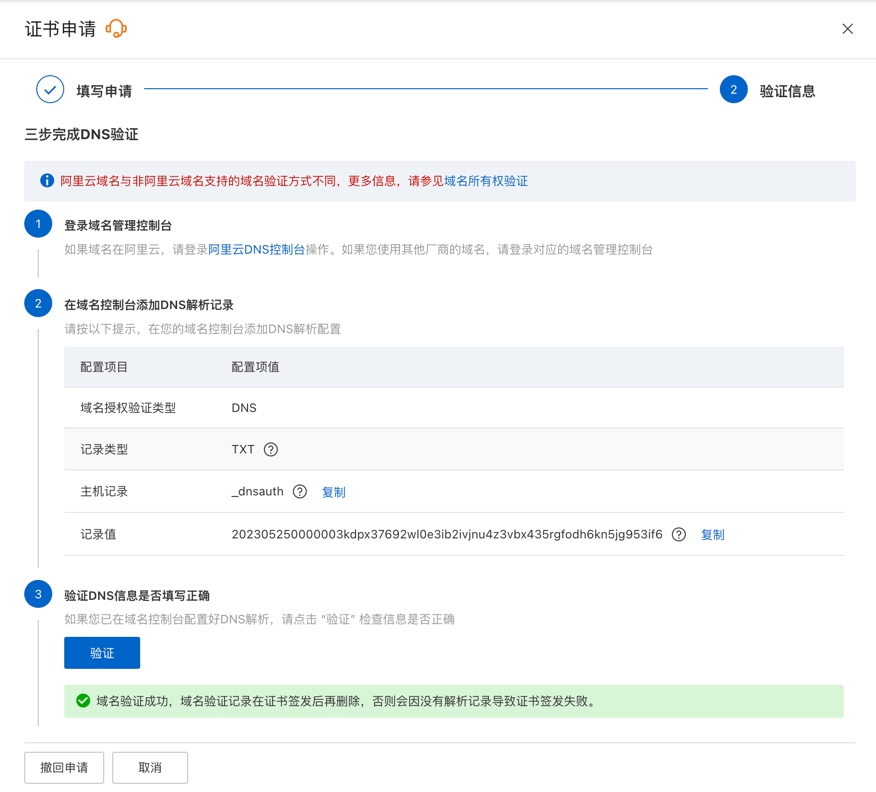 证书申请
填写申请
2 验证信息
三步完成DNS验证
阿里云域名与非阿里云域名支持的域名验证方式不同，更多信息，请参见域名所有权验证
1 登录域名管理控制台
如果域名在阿里云，请登录阿里云DNS控制台操作。如果您使用其他厂商的域名，请登录对应的域名管理控制台
2 在域名控制台添加DNS解析记录
请按以下提示，在您的域名控制台添加DNS解析配置
配置项目 配置项值
域名授权验证类型 DNS
记录类型 TXT
主机记录 _dnsauth 复制
记录值 202305250000003kdpx37692wl0e3ib2ivjnu4z3vbx435rgfodh6kn5jg953if6 复制
3 验证DNS信息是否填写正确
如果您已在域名控制台配置好DNS解析，请点击 “验证” 检查信息是否正确
验证
域名验证成功，域名验证记录在证书签发后再删除，否则会因没有解析记录导致证书签发失败。
撤回申请 取消